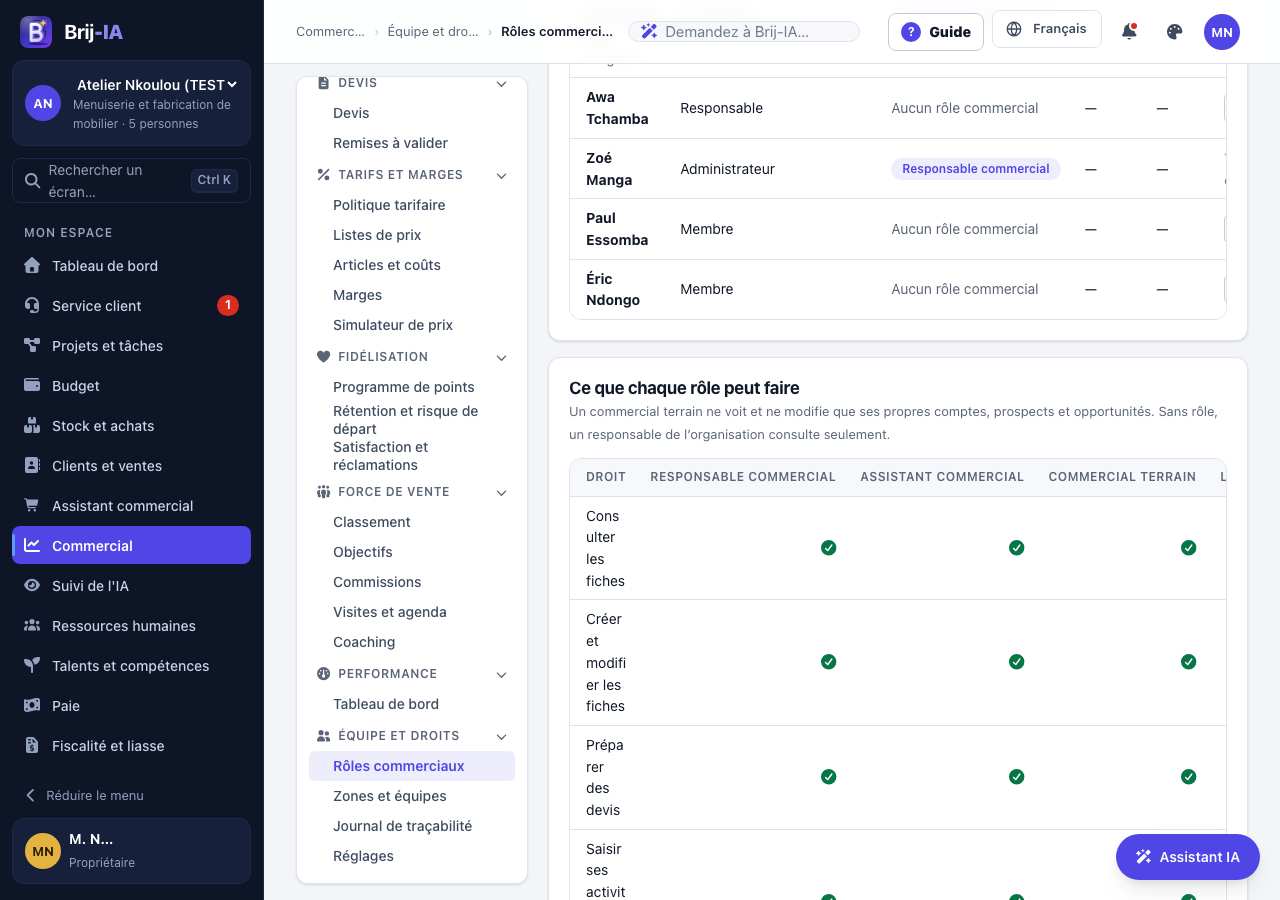 Brij-IA
AN
Atelier Nkoulou (TEST
Menuiserie et fabrication de
mobilier · 5 personnes
Rechercher un
écran...
Ctrl K
MON ESPACE
Tableau de bord
Service client
1
Projets et tâches
Budget
Stock et achats
Clients et ventes
Assistant commercial
Commercial
Suivi de l'IA
Ressources humaines
Talents et compétences
Paie
Fiscalité et liasse
Réduire le menu
MN
M. N...
Propriétaire
Commerc... › Équipe et dro... › Rôles commerci...
Demandez à Brij-IA...
? Guide
Français
MN
DEVIS
Devis
Remises à valider
TARIFS ET MARGES
Politique tarifaire
Listes de prix
Articles et coûts
Marges
Simulateur de prix
FIDÉLISATION
Programme de points
Rétention et risque de
départ
Satisfaction et
réclamations
FORCE DE VENTE
Classement
Objectifs
Commissions
Visites et agenda
Coaching
PERFORMANCE
Tableau de bord
ÉQUIPE ET DROITS
Rôles commerciaux
Zones et équipes
Journal de traçabilité
Réglages
Awa
Tchamba
Responsable
Aucun rôle commercial
—
—
Zoé
Manga
Administrateur
Responsable commercial
—
—
Paul
Essomba
Membre
Aucun rôle commercial
—
—
Éric
Ndongo
Membre
Aucun rôle commercial
—
—
Ce que chaque rôle peut faire
Un commercial terrain ne voit et ne modifie que ses propres comptes, prospects et opportunités. Sans rôle,
un responsable de l'organisation consulte seulement.
DROIT
RESPONSABLE COMMERCIAL
ASSISTANT COMMERCIAL
COMMERCIAL TERRAIN
Cons
ulter
les
fiches
Créer
et
modifi
er les
fiches
Prépa
rer
des
devis
Saisir
ses
activit
Assistant IA